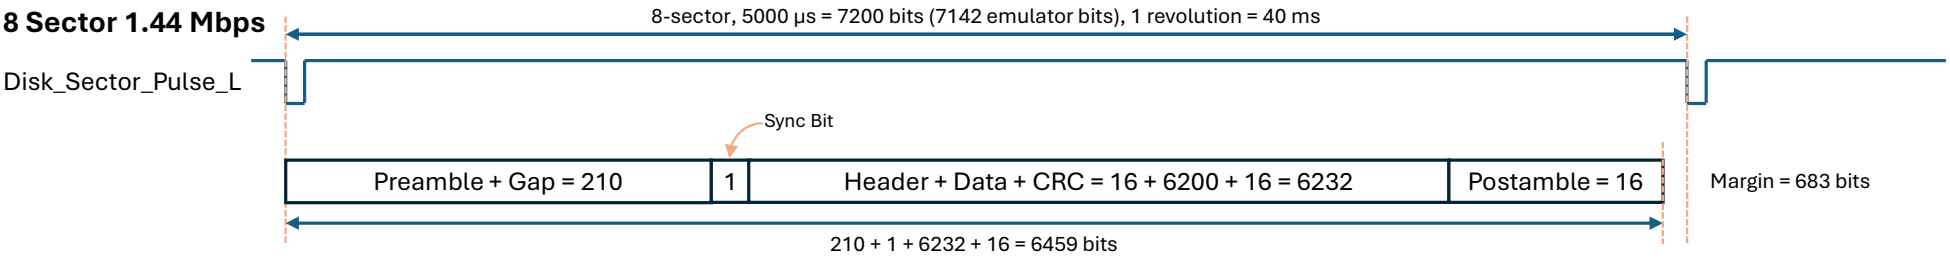 8 Sector 1.44 Mbps
8-sector, 5000 µs = 7200 bits (7142 emulator bits), 1 revolution = 40 ms
Disk_Sector_Pulse_L
Sync Bit
Preamble + Gap = 210
1
Header + Data + CRC = 16 + 6200 + 16 = 6232
Postamble = 16
Margin = 683 bits
210 + 1 + 6232 + 16 = 6459 bits